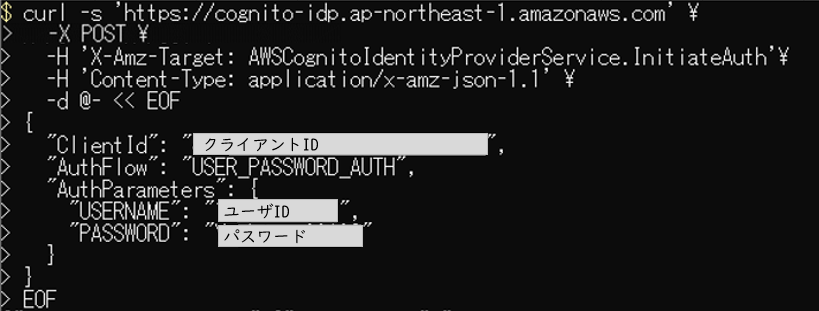 $ curl -s 'https://cognito-idp.ap-northeast-1.amazonaws.com' ¥
>   -X POST ¥
>   -H 'X-Amz-Target: AWSCognitoIdentityProviderService.InitiateAuth'¥
>   -H 'Content-Type: application/x-amz-json-1.1' ¥
>   -d @- << EOF
> {
>   "ClientId": "クライアントID",
>   "AuthFlow": "USER_PASSWORD_AUTH",
>   "AuthParameters": {
>     "USERNAME": "ユーザID",
>     "PASSWORD": "パスワード"
>   }
> }
> EOF